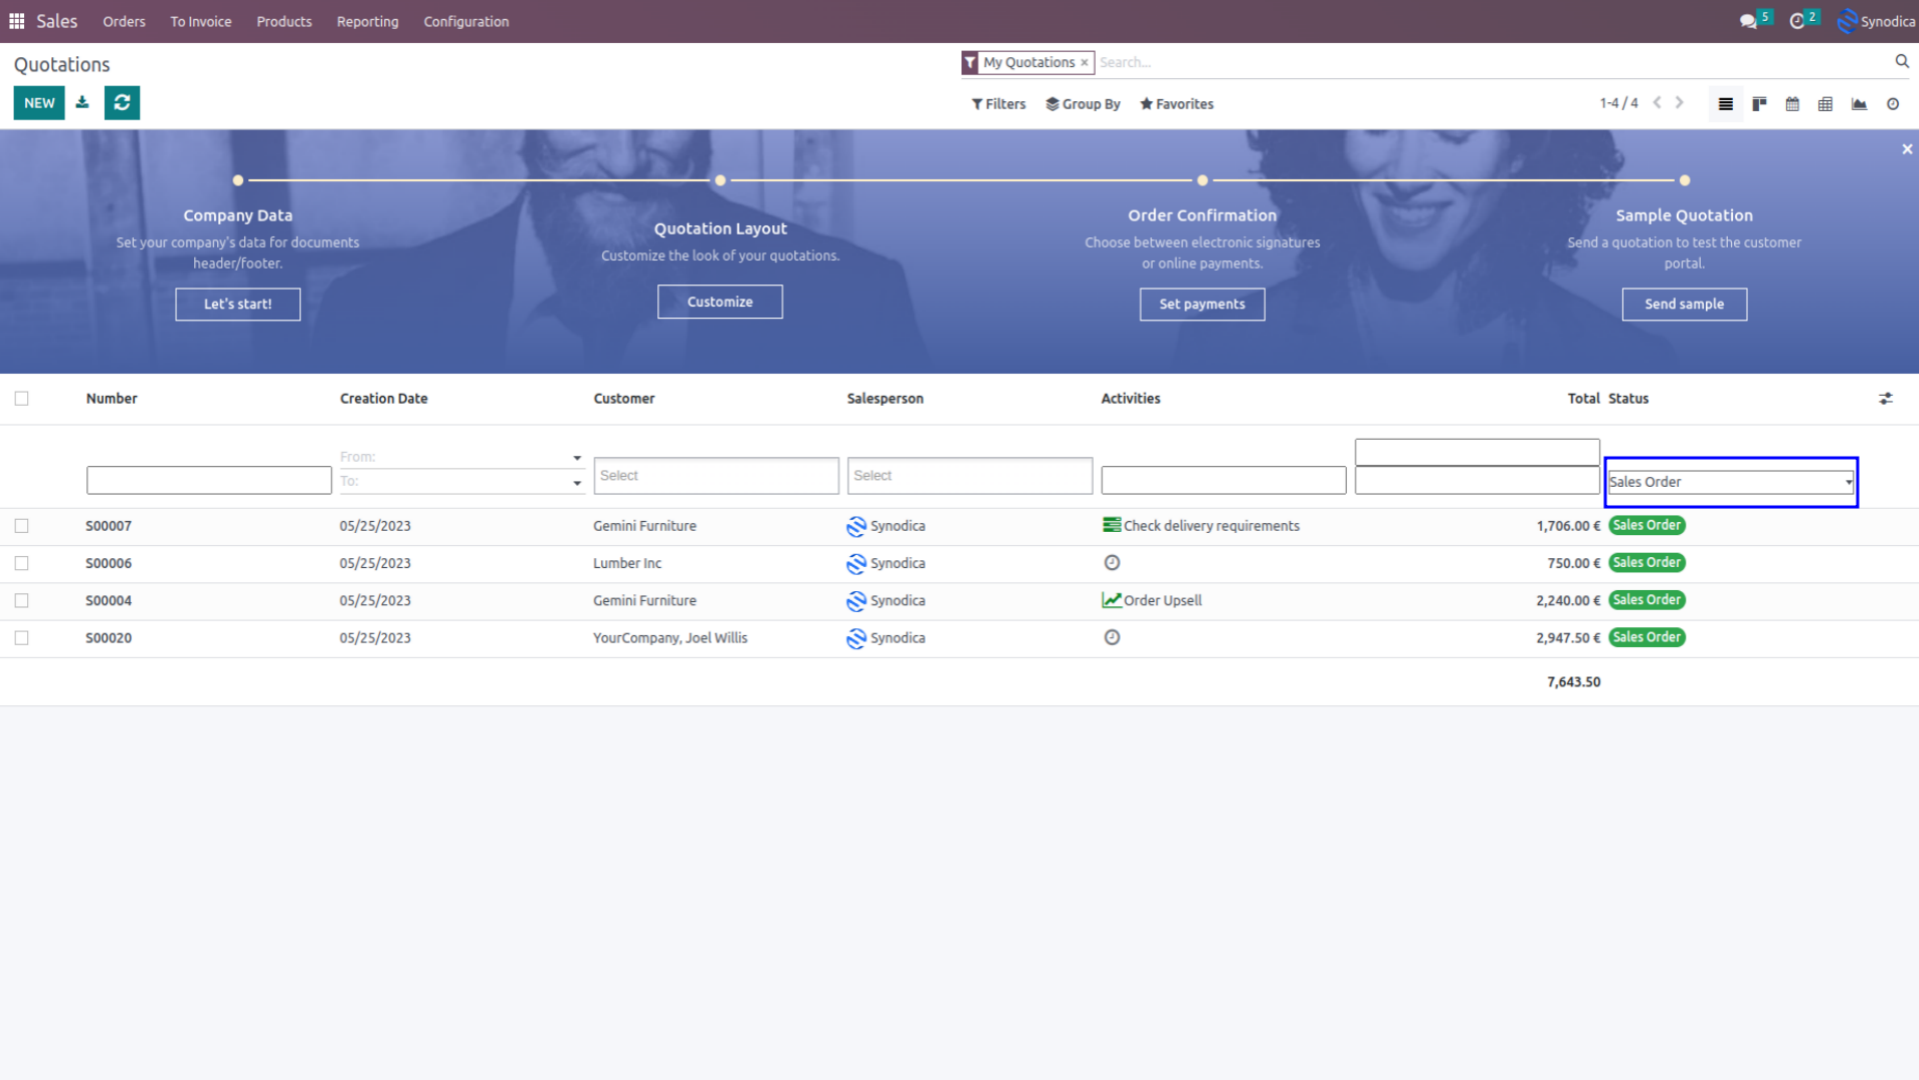 Sales Orders To Invoice Products Reporting Configuration 5 2 Synodica
Quotations
My Quotations × Search...
NEW
Filters Group By Favorites 1-4 / 4
Company Data
Set your company's data for documents
header/footer.
Let's start!
Quotation Layout
Customize the look of your quotations.
Customize
Order Confirmation
Choose between electronic signatures
or online payments.
Set payments
Sample Quotation
Send a quotation to test the customer
portal.
Send sample
Number Creation Date Customer Salesperson Activities Total Status
From:
To:
Select
Select
Sales Order
S00007 05/25/2023 Gemini Furniture Synodica Check delivery requirements 1,706.00 € Sales Order
S00006 05/25/2023 Lumber Inc Synodica 750.00 € Sales Order
S00004 05/25/2023 Gemini Furniture Synodica Order Upsell 2,240.00 € Sales Order
S00020 05/25/2023 YourCompany, Joel Willis Synodica 2,947.50 € Sales Order
7,643.50